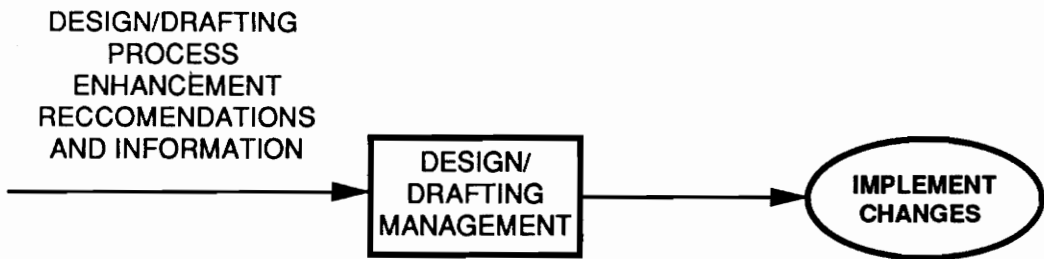 DESIGN/DRAFTING
PROCESS
ENHANCEMENT
RECCOMENDATIONS
AND INFORMATION
DESIGN/
DRAFTING
MANAGEMENT
IMPLEMENT
CHANGES